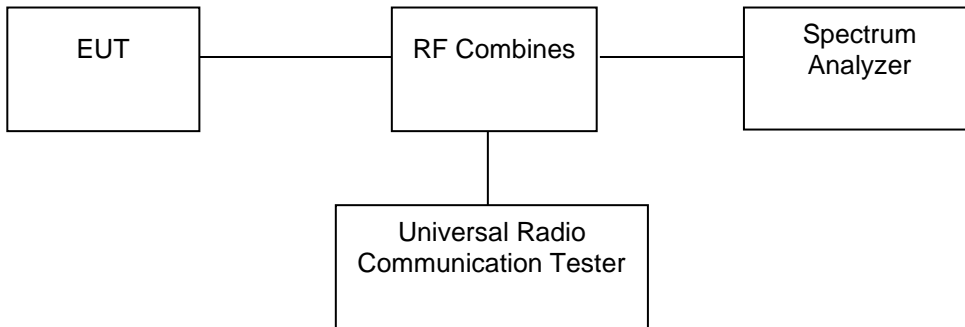 EUT
RF Combines
Spectrum
Analyzer
Universal Radio
Communication Tester